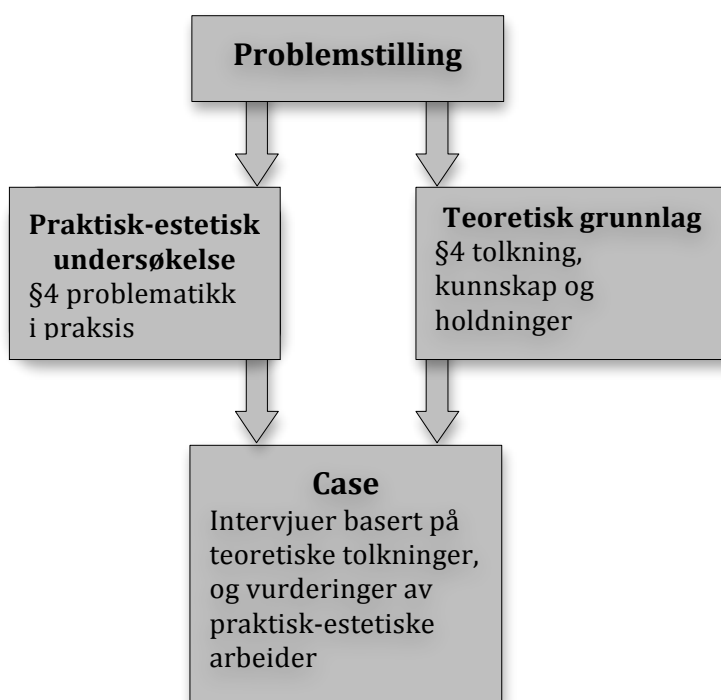 Problemstilling
Praktisk-estetisk
undersøkelse
§4 problematikk
i praksis
Teoretisk grunnlag
§4 tolkning,
kunnskap og
holdninger
Case
Intervjuer basert på
teoretiske tolkninger,
og vurderinger av
praktisk-estetiske
arbeider